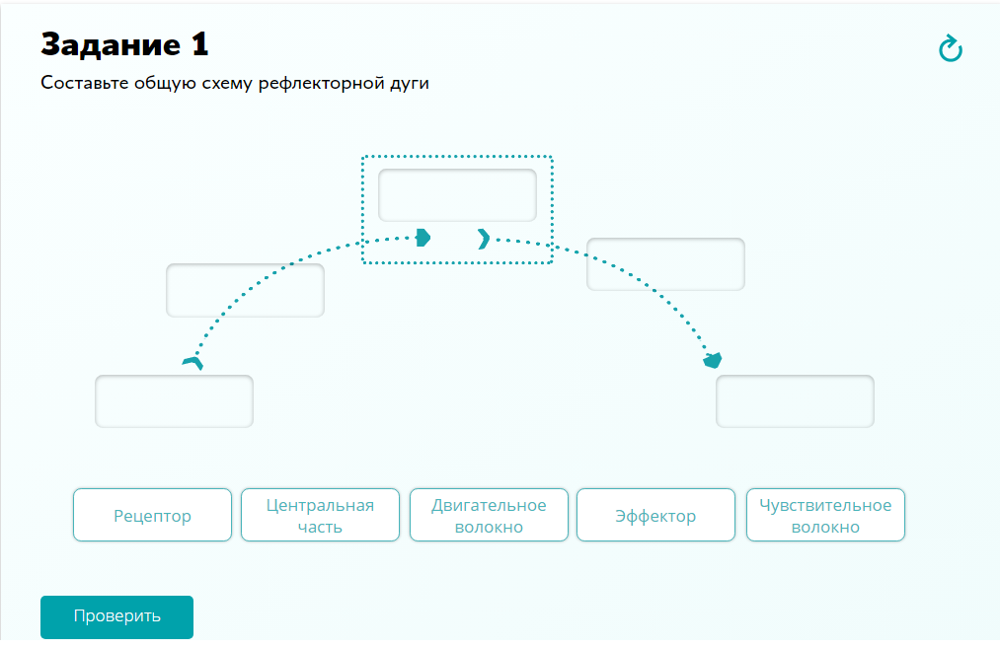 Задание 1
Составьте общую схему рефлекторной дуги
Рецептор
Центральная
часть
Двигательное
волокно
Эффектор
Чувствительное
волокно
Проверить